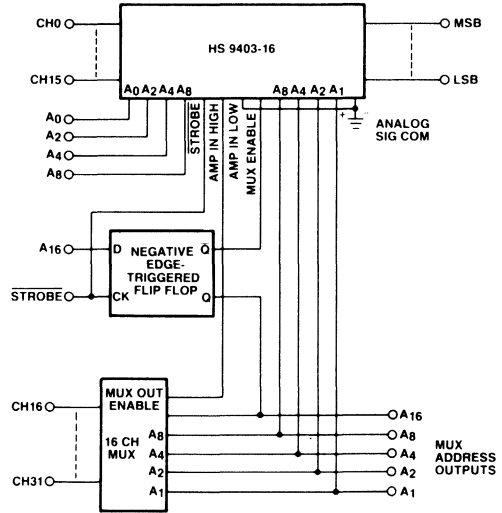 CH0
HS 9403-16
MSB
CH15
LSB
A0 A2 A4 A8
A8 A4 A2 A1
A0
A2
A4
A8
STROBE
AMP IN HIGH
AMP IN LOW
MUX ENABLE
+
ANALOG
SIG COM
A16
D
NEGATIVE
EDGE-
TRIGGERED
FLIP FLOP
Q̅
STROBE
CK
Q
MUX OUT
ENABLE
CH16
16 CH
MUX
CH31
A8
A4
A2
A1
A16
A8
A4
A2
A1
MUX
ADDRESS
OUTPUTS